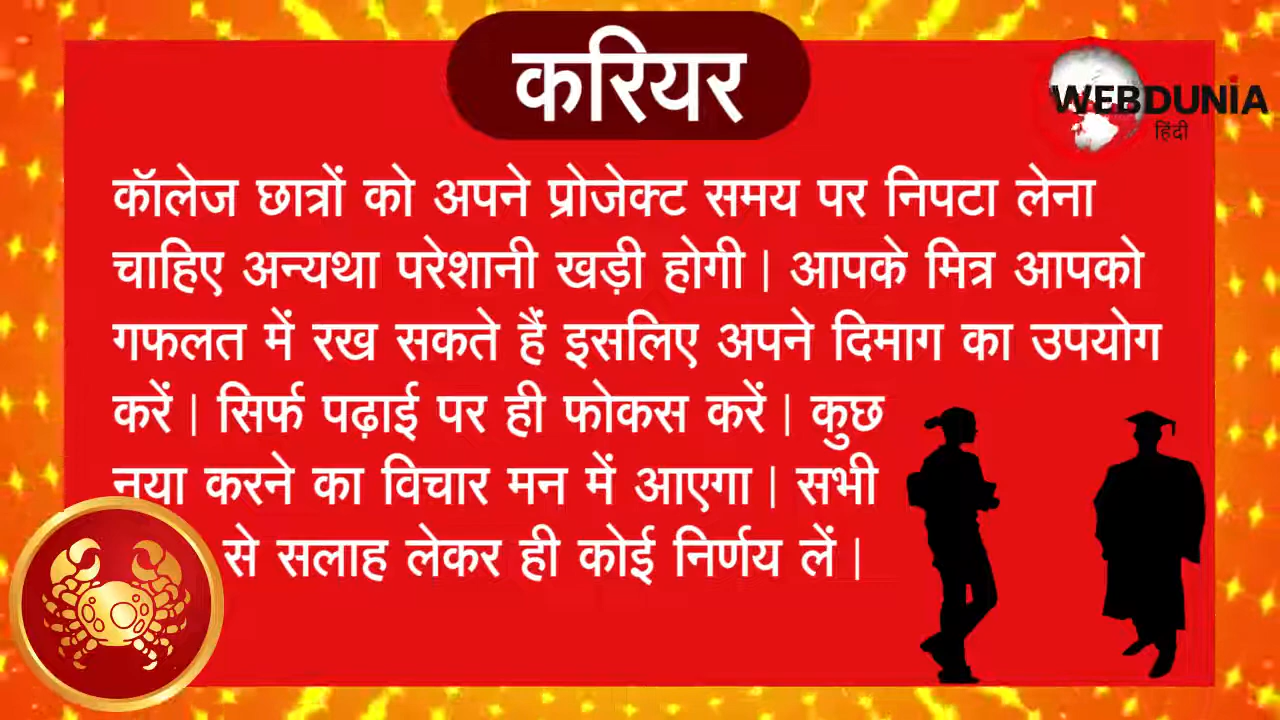 करियर
WEBDUNIA
हिंदी
कॉलेज छात्रों को अपने प्रोजेक्ट समय पर निपटा लेना
चाहिए अन्यथा परेशानी खड़ी होगी | आपके मित्र आपको
गफलत में रख सकते हैं इसलिए अपने दिमाग का उपयोग
करें | सिर्फ पढ़ाई पर ही फोकस करें | कुछ
नया करने का विचार मन में आएगा | सभी
से सलाह लेकर ही कोई निर्णय लें |